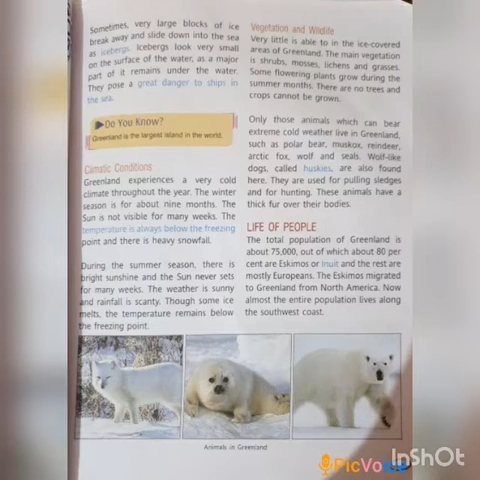 Sometimes, very large blocks of ice
break away and slide down into the sea
as icebergs. Icebergs look very small
on the surface of the water, as a major
part of it remains under the water.
They pose a great danger to ships in
the sea.
Do You Know?
Greenland is the largest island in the world.
Climatic Conditions
Greenland experiences a very cold
climate throughout the year. The winter
season is for about nine months. The
Sun is not visible for many weeks. The
temperature is always below the freezing
point and there is heavy snowfall.
During the summer season, there is
bright sunshine and the Sun never sets
for many weeks. The weather is sunny
and rainfall is scanty. Though some ice
melts, the temperature remains below
the freezing point.
Vegetation and Wildlife
Very little is able to in the ice-covered
areas of Greenland. The main vegetation
is shrubs, mosses, lichens and grasses.
Some flowering plants grow during the
summer months. There are no trees and
crops cannot be grown.
Only those animals which can bear
extreme cold weather live in Greenland,
such as polar bear, muskox, reindeer,
arctic fox, wolf and seals. Wolf-like
dogs, called huskies, are also found
here. They are used for pulling sledges
and for hunting. These animals have a
thick fur over their bodies.
LIFE OF PEOPLE
The total population of Greenland is
about 75,000, out of which about 80 per
cent are Eskimos or Inuit and the rest are
mostly Europeans. The Eskimos migrated
to Greenland from North America. Now
almost the entire population lives along
the southwest coast.
Animals in Greenland
PicVoice
InShOt